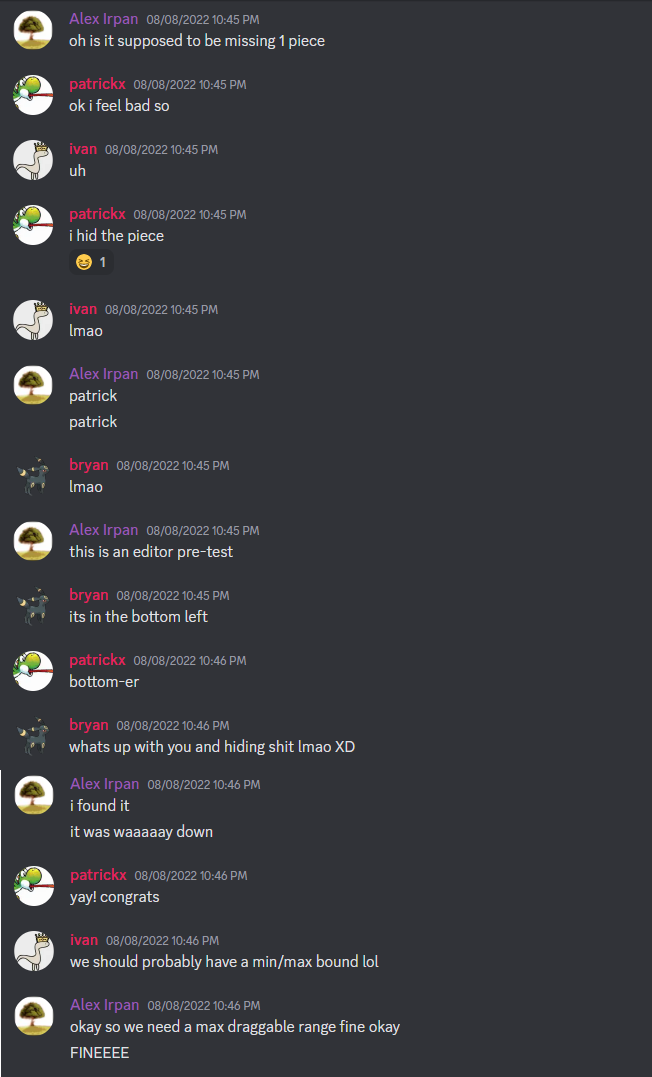 Alex Irpan 08/08/2022 10:45 PM
oh is it supposed to be missing 1 piece
patrickx 08/08/2022 10:45 PM
ok i feel bad so
ivan 08/08/2022 10:45 PM
uh
patrickx 08/08/2022 10:45 PM
i hid the piece
1
ivan 08/08/2022 10:45 PM
lmao
Alex Irpan 08/08/2022 10:45 PM
patrick
patrick
bryan 08/08/2022 10:45 PM
lmao
Alex Irpan 08/08/2022 10:45 PM
this is an editor pre-test
bryan 08/08/2022 10:45 PM
its in the bottom left
patrickx 08/08/2022 10:46 PM
bottom-er
bryan 08/08/2022 10:46 PM
whats up with you and hiding shit lmao XD
Alex Irpan 08/08/2022 10:46 PM
i found it
it was waaaaay down
patrickx 08/08/2022 10:46 PM
yay! congrats
ivan 08/08/2022 10:46 PM
we should probably have a min/max bound lol
Alex Irpan 08/08/2022 10:46 PM
okay so we need a max draggable range fine okay
FINEEEE